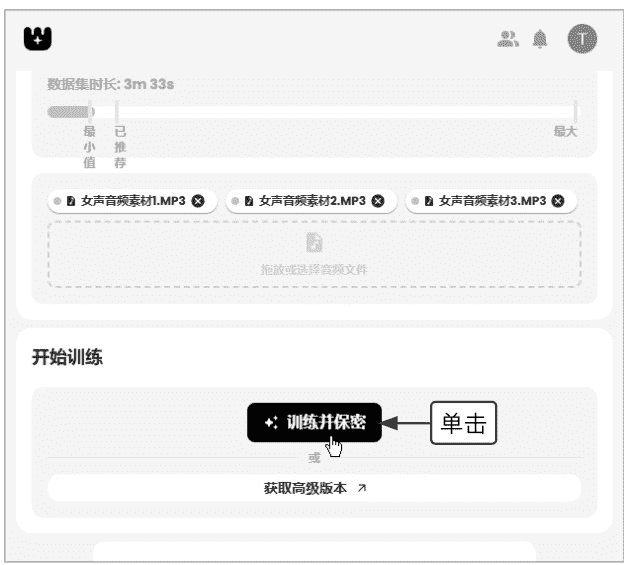 T
数据集时长: 3m 33s
最小值
已推荐
最大
女声音频素材1.MP3
女声音频素材2.MP3
女声音频素材3.MP3
拖放或选择音频文件
开始训练
训练并保密
单击
或
获取高级版本